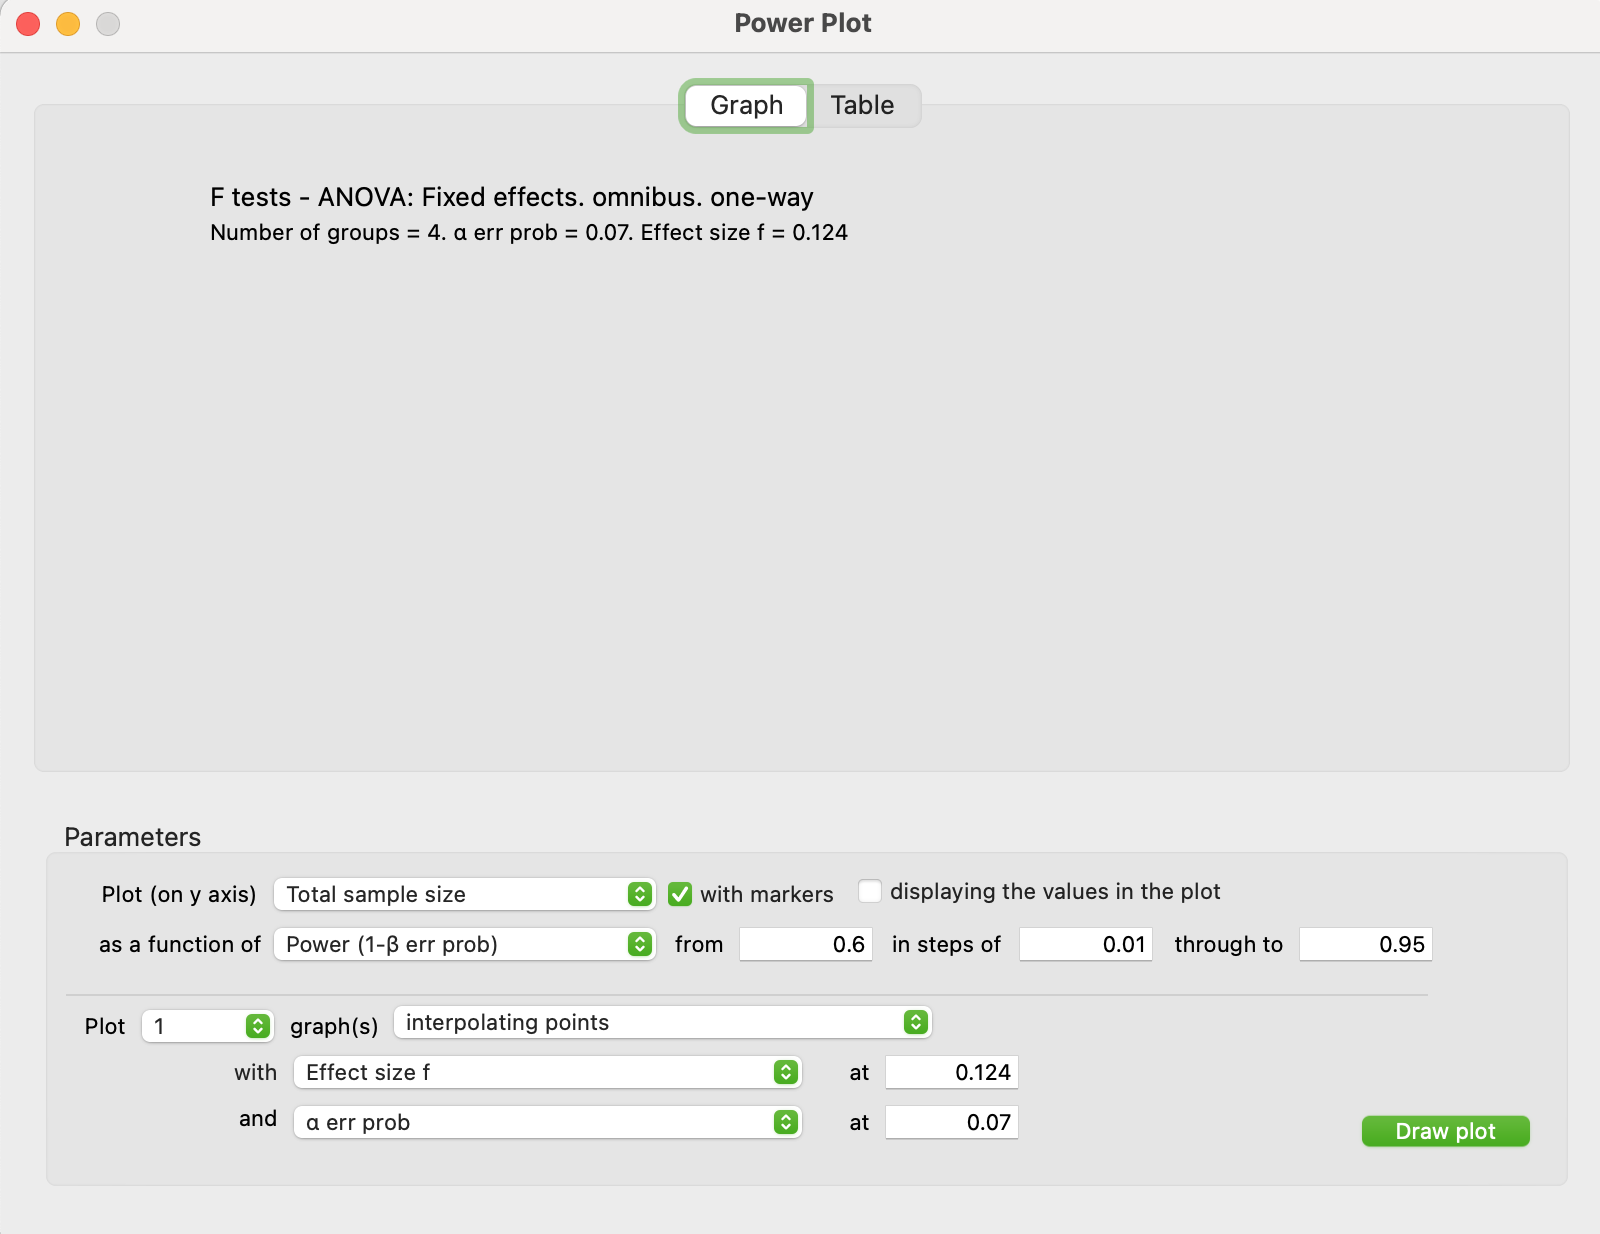 Power Plot
Graph Table
F tests - ANOVA: Fixed effects. omnibus. one-way
Number of groups = 4. α err prob = 0.07. Effect size f = 0.124
Parameters
Plot (on y axis) Total sample size with markers displaying the values in the plot
as a function of Power (1-β err prob) from 0.6 in steps of 0.01 through to 0.95
Plot 1 graph(s) interpolating points
with Effect size f at 0.124
and α err prob at 0.07
Draw plot